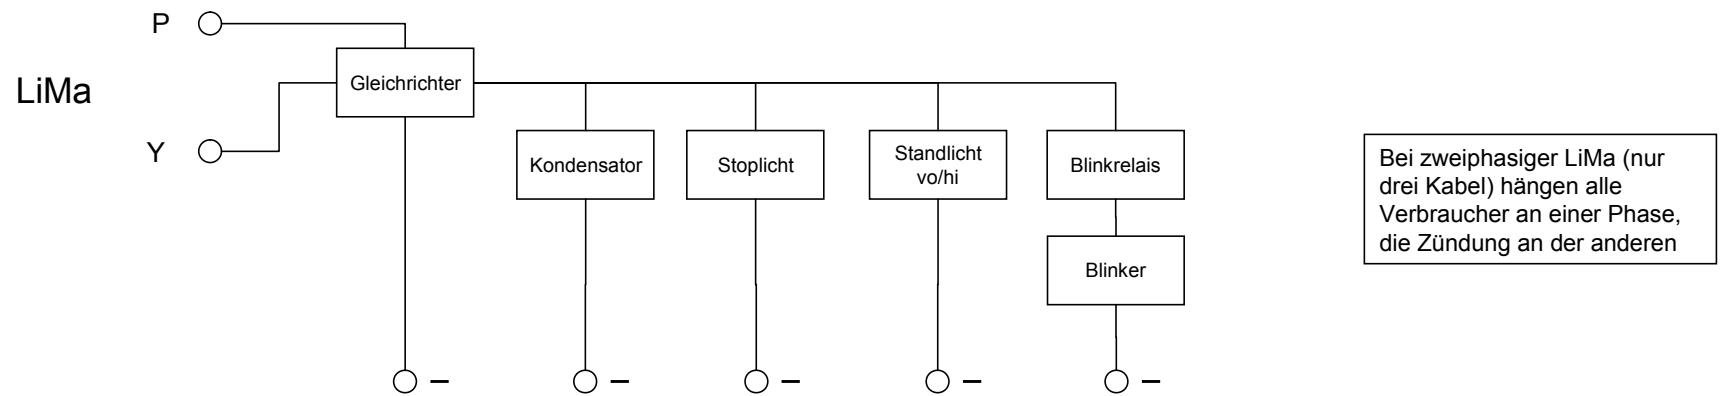 P
Gleichrichter
LiMa
Y
Kondensator
Stoplicht
Standlicht
vo/hi
Blinkrelais
Blinker
Bei zweiphasiger LiMa (nur
drei Kabel) hängen alle
Verbraucher an einer Phase,
die Zündung an der anderen
– – – – –